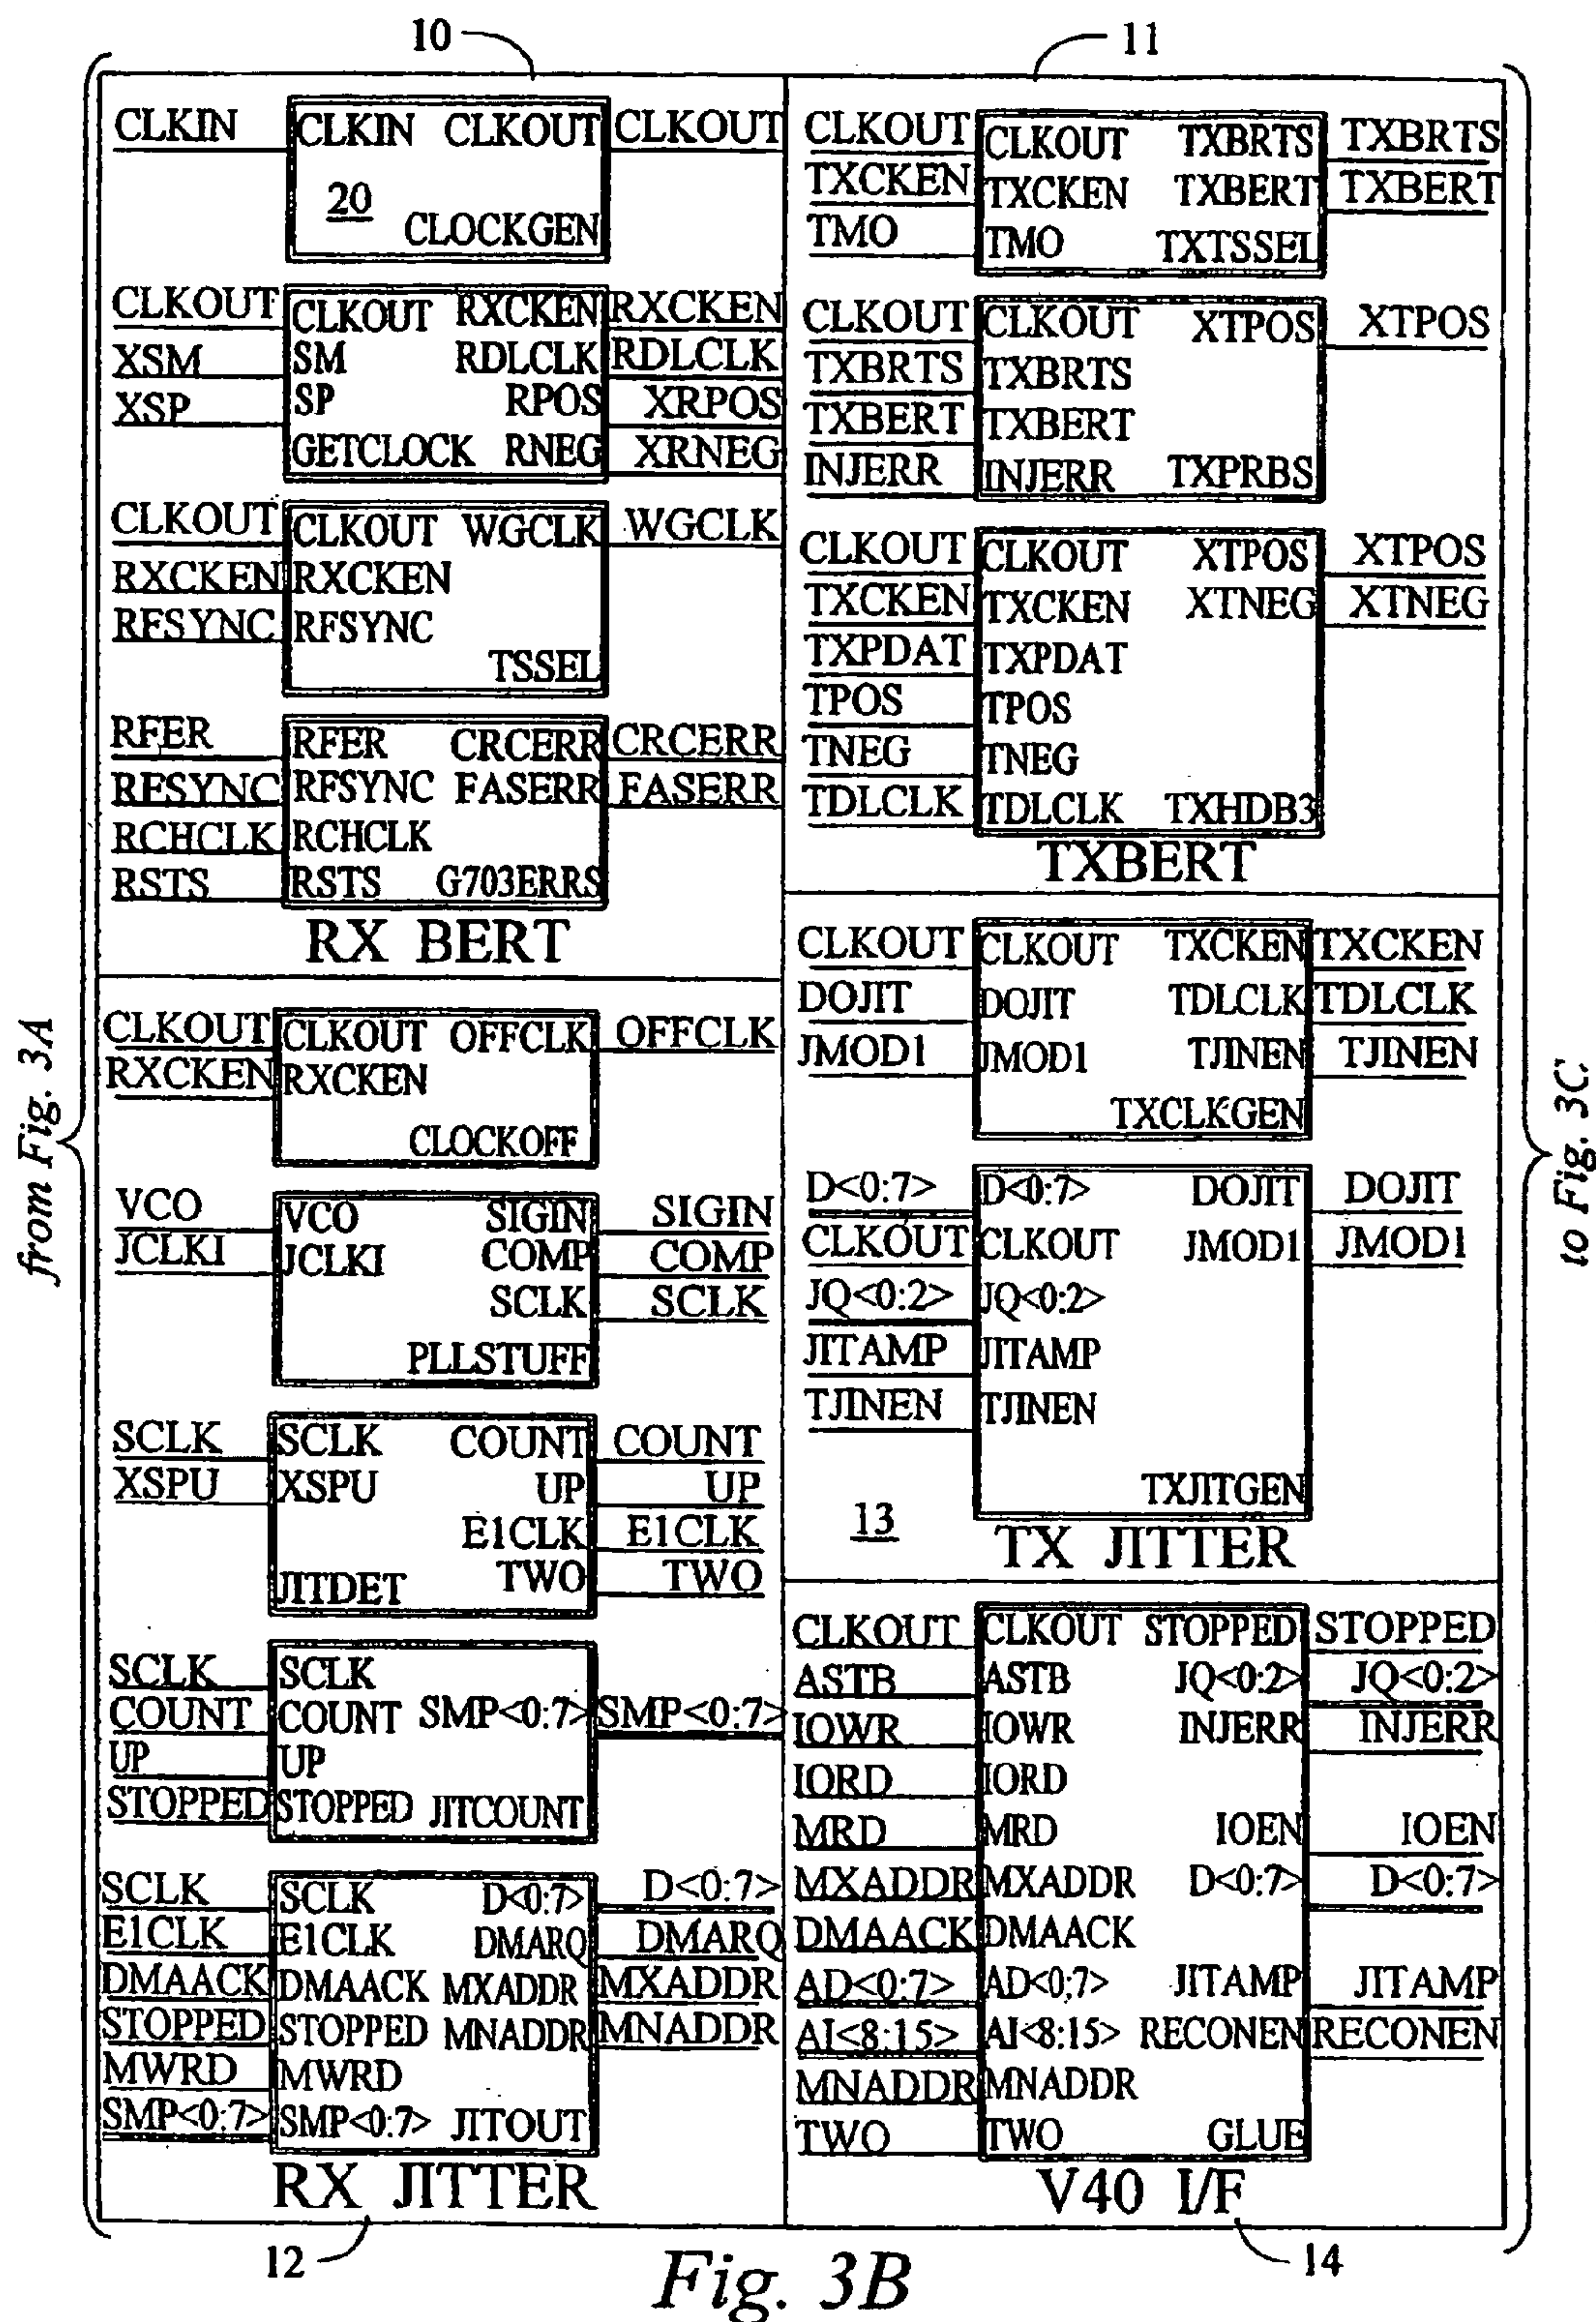 10
11
CLKIN CLKIN CLKOUT CLKOUT
20
CLOCKGEN
CLKOUT CLKOUT RXCKEN RXCKEN
XSM SM RDLCLK RDLCLK
XSP SP RPOS XRPOS
GETCLOCK RNEG XRNEG
CLKOUT CLKOUT WGCLK WGCLK
RXCKEN RXCKEN
RFSYNC RFSYNC
TSSEL
RFER RFER CRCERR CRCERR
RFSYNC RFSYNC FASERR FASERR
RCHCLK RCHCLK
RSTS RSTS G703ERRS
RX BERT
CLKOUT CLKOUT OFFCLK OFFCLK
RXCKEN RXCKEN
CLOCKOFF
VCO VCO SIGIN SIGIN
JCLKI JCLKI COMP COMP
SCLK SCLK
PLLSTUFF
SCLK SCLK COUNT COUNT
XSPU XSPU UP UP
E1CLK E1CLK
JITDET TWO TWO
SCLK SCLK
COUNT COUNT SMP<0:7> SMP<0:7>
UP UP
STOPPED STOPPED JITCOUNT
SCLK SCLK D<0:7> D<0:7>
E1CLK E1CLK DMARQ DMARQ
DMAACK DMAACK MXADDR MXADDR
STOPPED STOPPED MNADDR MNADDR
MWRD MWRD
SMP<0:7> SMP<0:7> JITOUT
RX JITTER
12
CLKOUT CLKOUT TXBRTS TXBRTS
TXCKEN TXCKEN TXBERT TXBERT
TMO TMO TXTSSEL
CLKOUT CLKOUT XTPOS XTPOS
TXBRTS TXBRTS
TXBERT TXBERT
INJERR INJERR TXPRBS
CLKOUT CLKOUT XTPOS XTPOS
TXCKEN TXCKEN XTNEG XTNEG
TXPDAT TXPDAT
TPOS TPOS
TNEG TNEG
TDLCLK TDLCLK TXHDB3
TXBERT
CLKOUT CLKOUT TXCKEN TXCKEN
DOJIT DOJIT TDLCLK TDLCLK
JMOD1 JMOD1 TJINEN TJINEN
TXCLKGEN
D<0:7> D<0:7> DOJIT DOJIT
CLKOUT CLKOUT JMOD1 JMOD1
JQ<0:2> JQ<0:2>
JITAMP JITAMP
TJINEN TJINEN
TXJITGEN
13
TX JITTER
CLKOUT CLKOUT STOPPED STOPPED
ASTB ASTB JQ<0:2> JQ<0:2>
IOWR IOWR INJERR INJERR
IORD IORD
MRD MRD IOEN IOEN
MXADDR MXADDR D<0:7> D<0:7>
DMAACK DMAACK
AD<0:7> AD<0:7> JITAMP JITAMP
AI<8:15> AI<8:15> RECONEN RECONEN
MNADDR MNADDR
TWO TWO GLUE
V40 I/F
14
from Fig. 3A
to Fig. 3C
Fig. 3B